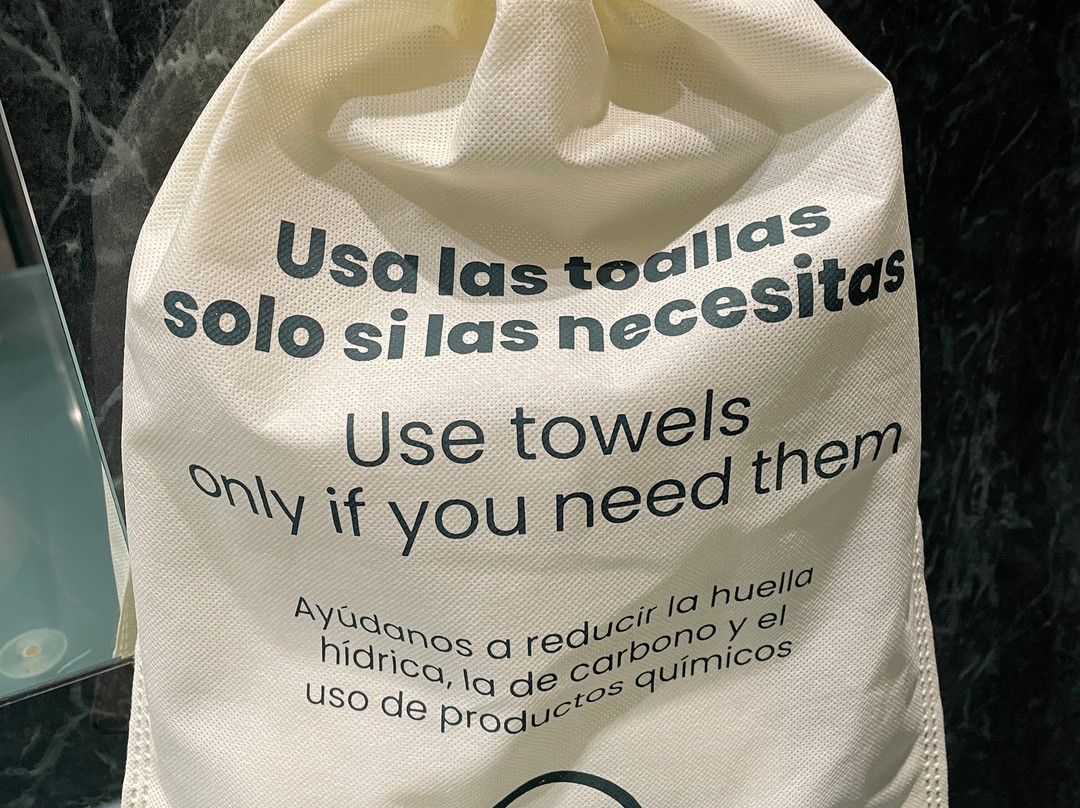 Usa las toallas
solo si las necesitas
Use towels
only if you need them
Ayúdanos a reducir la huella
hídrica, la de carbono y el
uso de productos químicos